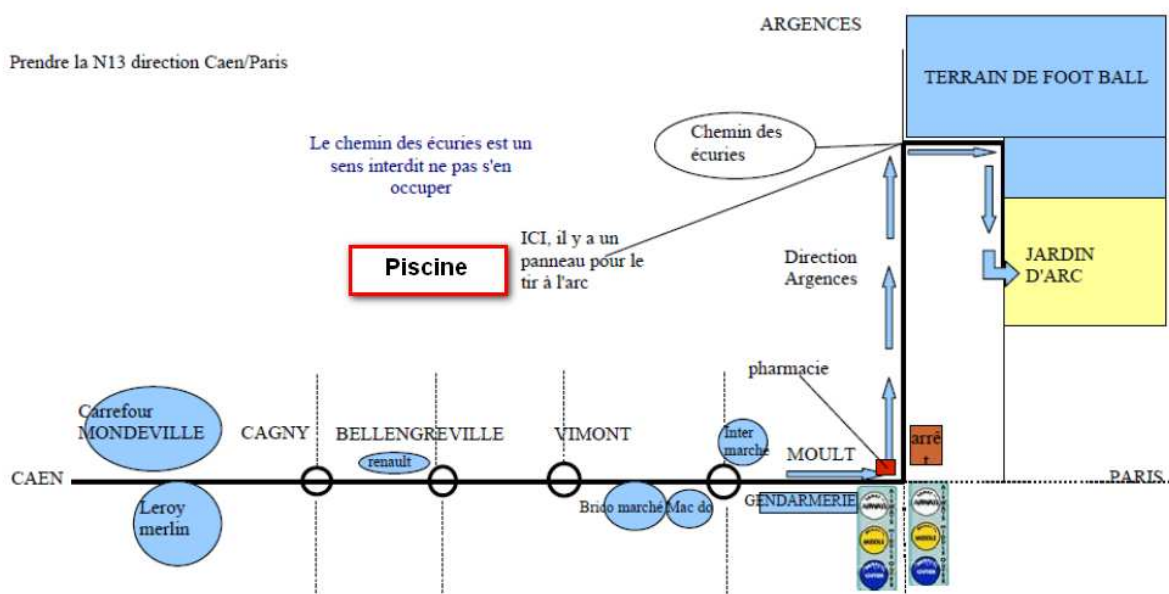 ARGENCES
Prendre la N13 direction Caen/Paris
TERRAIN DE FOOT BALL
Le chemin des écuries est un
sens interdit ne pas s'en
occuper
Chemin des
écuries
Piscine
ICI, il y a un
panneau pour le
tir à l'arc
Direction
Argences
JARDIN
D'ARC
pharmacie
Carrefour
MONDEVILLE
CAGNY
BELLENGREVILLE
renault
VIMONT
Inter
marché
MOULT
arrê
t
CAEN
PARIS
Leroy
merlin
Brico marché
Mac do
GENDARMERIE
MIDDLE
MIDDLE